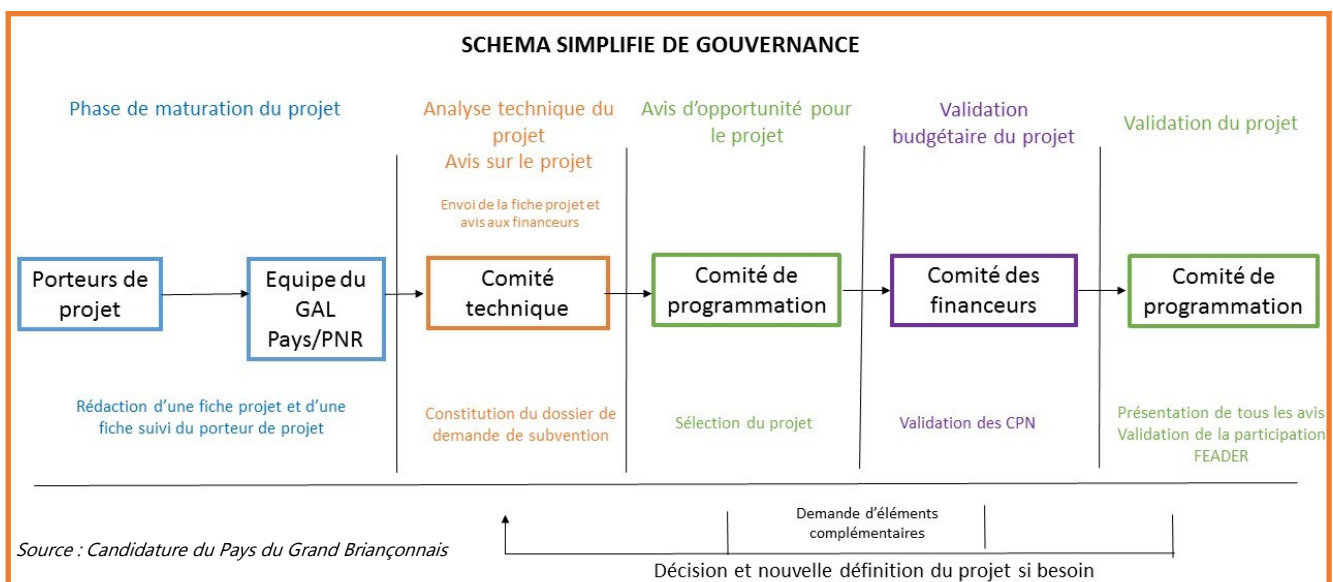 SCHEMA SIMPLIFIE DE GOUVERNANCE
Phase de maturation du projet
Analyse technique du
projet
Avis sur le projet
Envoi de la fiche projet et
avis aux financeurs
Avis d'opportunité pour
le projet
Validation
budgétaire du projet
Validation du projet
Porteurs de
projet
Equipe du
GAL
Pays/PNR
Comité
technique
Comité de
programmation
Comité des
financeurs
Comité de
programmation
Rédaction d'une fiche projet et d'une
fiche suivi du porteur de projet
Constitution du dossier de
demande de subvention
Sélection du projet
Validation des CPN
Présentation de tous les avis
Validation de la participation
FEADER
Demande d'éléments
complémentaires
Source : Candidature du Pays du Grand Briançonnais
Décision et nouvelle définition du projet si besoin